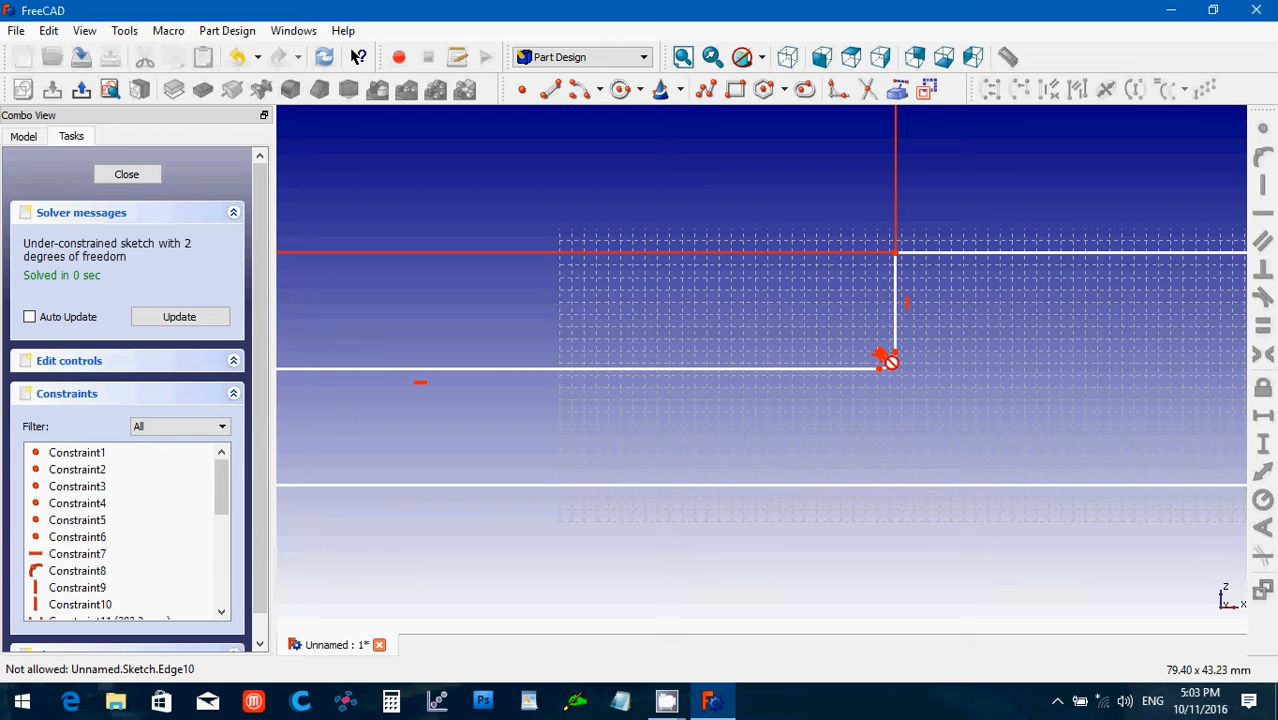 FreeCAD
File Edit View Tools Macro Part Design Windows Help
Part Design
Combo View
Model Tasks
Close
Solver messages
Under-constrained sketch with 2
degrees of freedom
Solved in 0 sec
Auto Update Update
Edit controls
Constraints
Filter: All
Constraint1
Constraint2
Constraint3
Constraint4
Constraint5
Constraint6
Constraint7
Constraint8
Constraint9
Constraint10
Z
X
Unnamed : 1*
Not allowed: Unnamed.Sketch.Edge10 79.40 x 43.23 mm
ENG 5:03 PM
10/11/2016